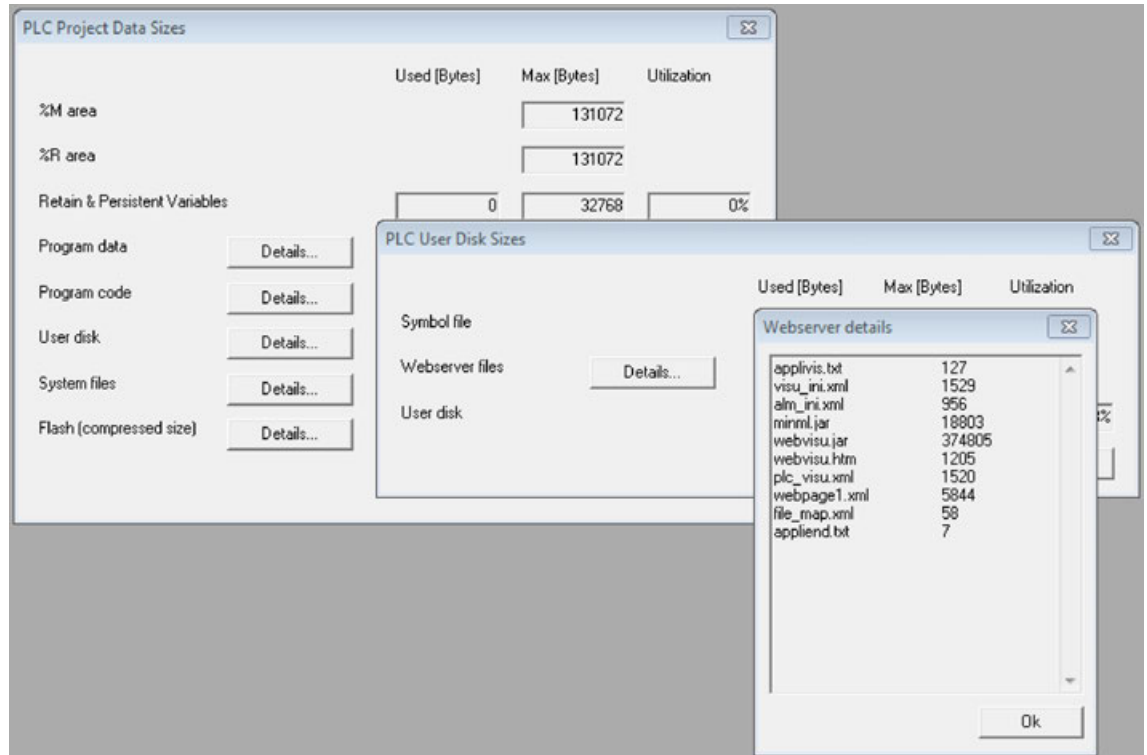 PLC Project Data Sizes
Used [Bytes] Max [Bytes] Utilization
%M area 131072
%R area 131072
Retain & Persistent Variables 0 32768 0%
Program data Details...
Program code Details...
User disk Details...
System files Details...
Flash (compressed size) Details...
PLC User Disk Sizes
Used [Bytes] Max [Bytes] Utilization
Symbol file
Webserver files Details...
User disk
Webserver details
applivis.txt 127
visu_ini.xml 1529
alm_ini.xml 956
minml.jar 18803
webvisu.jar 374805
webvisu.htm 1205
plc_visu.xml 1520
webpage1.xml 5844
file_map.xml 58
appliend.txt 7
Ok